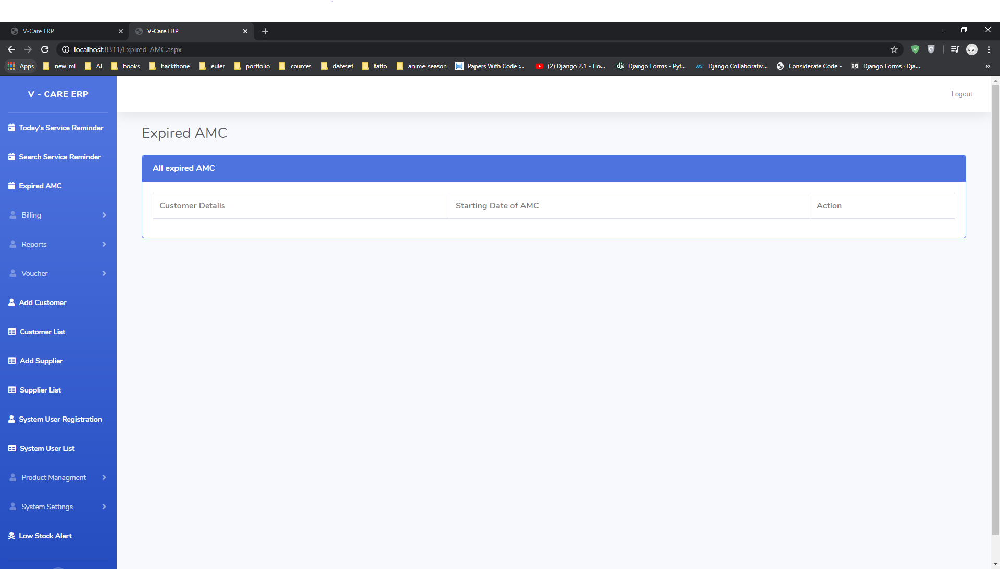 V-Care ERP
V-Care ERP
localhost:8311/Expired_AMC.aspx
Apps new_ml AI books hackthone euler portfolio cources dateset tatto anime_season Papers With Code :... (2) Django 2.1 - Ho... dj Django Forms - Pyt... Django Collaborativ... Considerate Code - Django Forms · Dja... »
V - CARE ERP
Logout
Today's Service Reminder
Search Service Reminder
Expired AMC
Billing
Reports
Voucher
Add Customer
Customer List
Add Supplier
Supplier List
System User Registration
System User List
Product Managment
System Settings
Low Stock Alert
Expired AMC
All expired AMC
Customer Details Starting Date of AMC Action